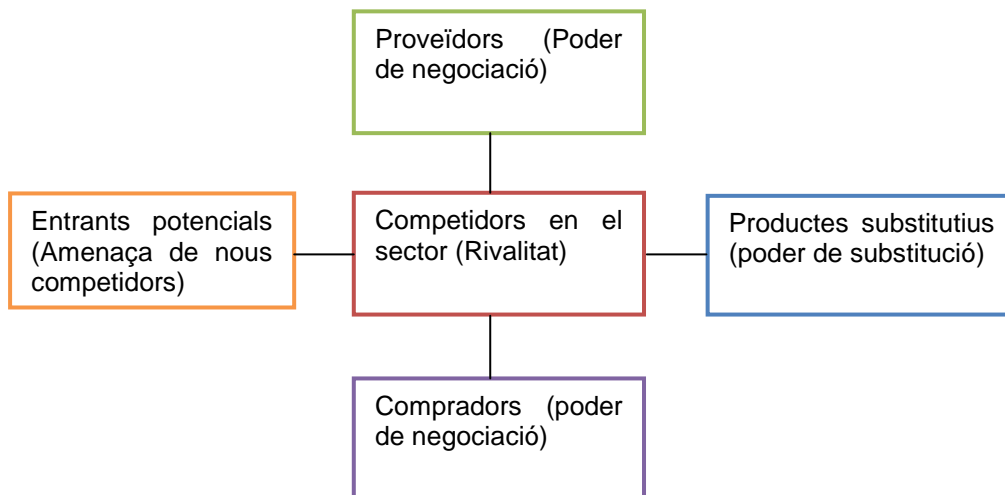 Proveïdors (Poder
de negociació)
Entrants potencials
(Amenaça de nous
competidors)
Competidors en el
sector (Rivalitat)
Productes substitutius
(poder de substitució)
Compradors (poder
de negociació)